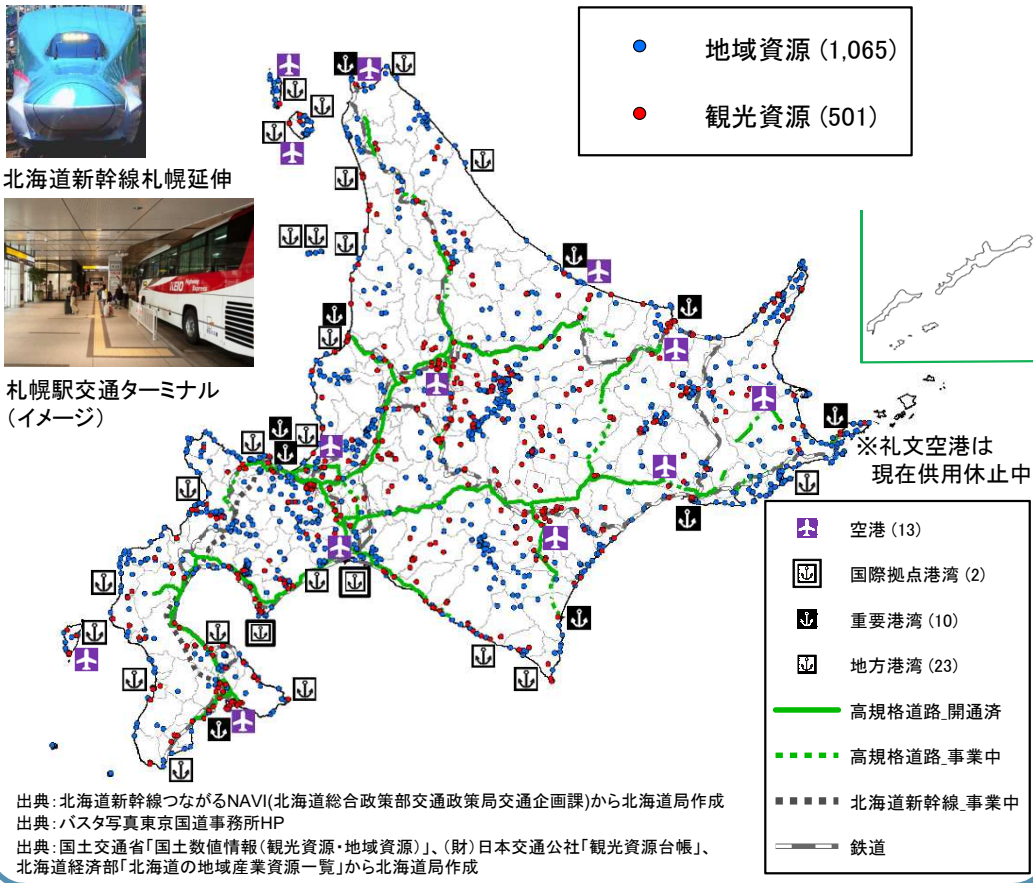 地域資源 (1,065)
観光資源 (501)
北海道新幹線札幌延伸
KEIO
Highway
Express
札幌駅交通ターミナル
(イメージ)
※礼文空港は
現在供用休止中
空港 (13)
国際拠点港湾 (2)
重要港湾 (10)
地方港湾 (23)
高規格道路_開通済
高規格道路_事業中
北海道新幹線_事業中
鉄道
出典：北海道新幹線つながるNAVI(北海道総合政策部交通政策局交通企画課)から北海道局作成
出典：バスタ写真東京国道事務所HP
出典：国土交通省「国土数値情報(観光資源・地域資源)」、(財)日本交通公社「観光資源台帳」、
北海道経済部「北海道の地域産業資源一覧」から北海道局作成